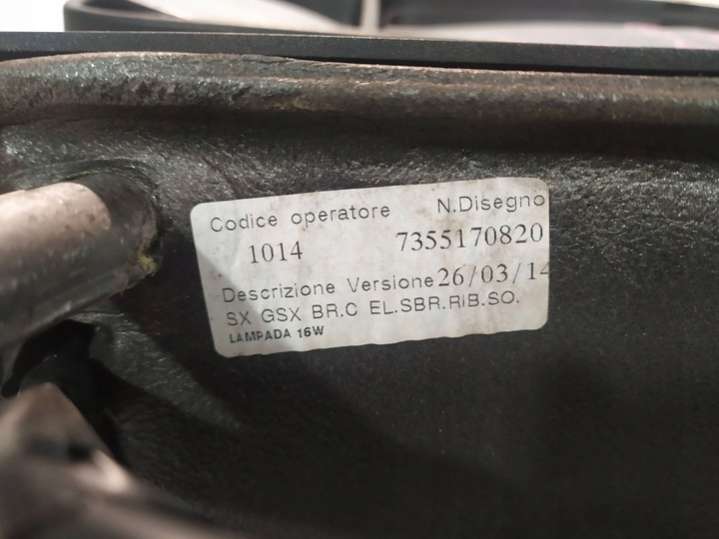 Codice operatore N.Disegno
1014 7355170820
Descrizione Versione 26/03/14
SX GSX BR.C EL.SBR.RIB.SO.
LAMPADA 16W